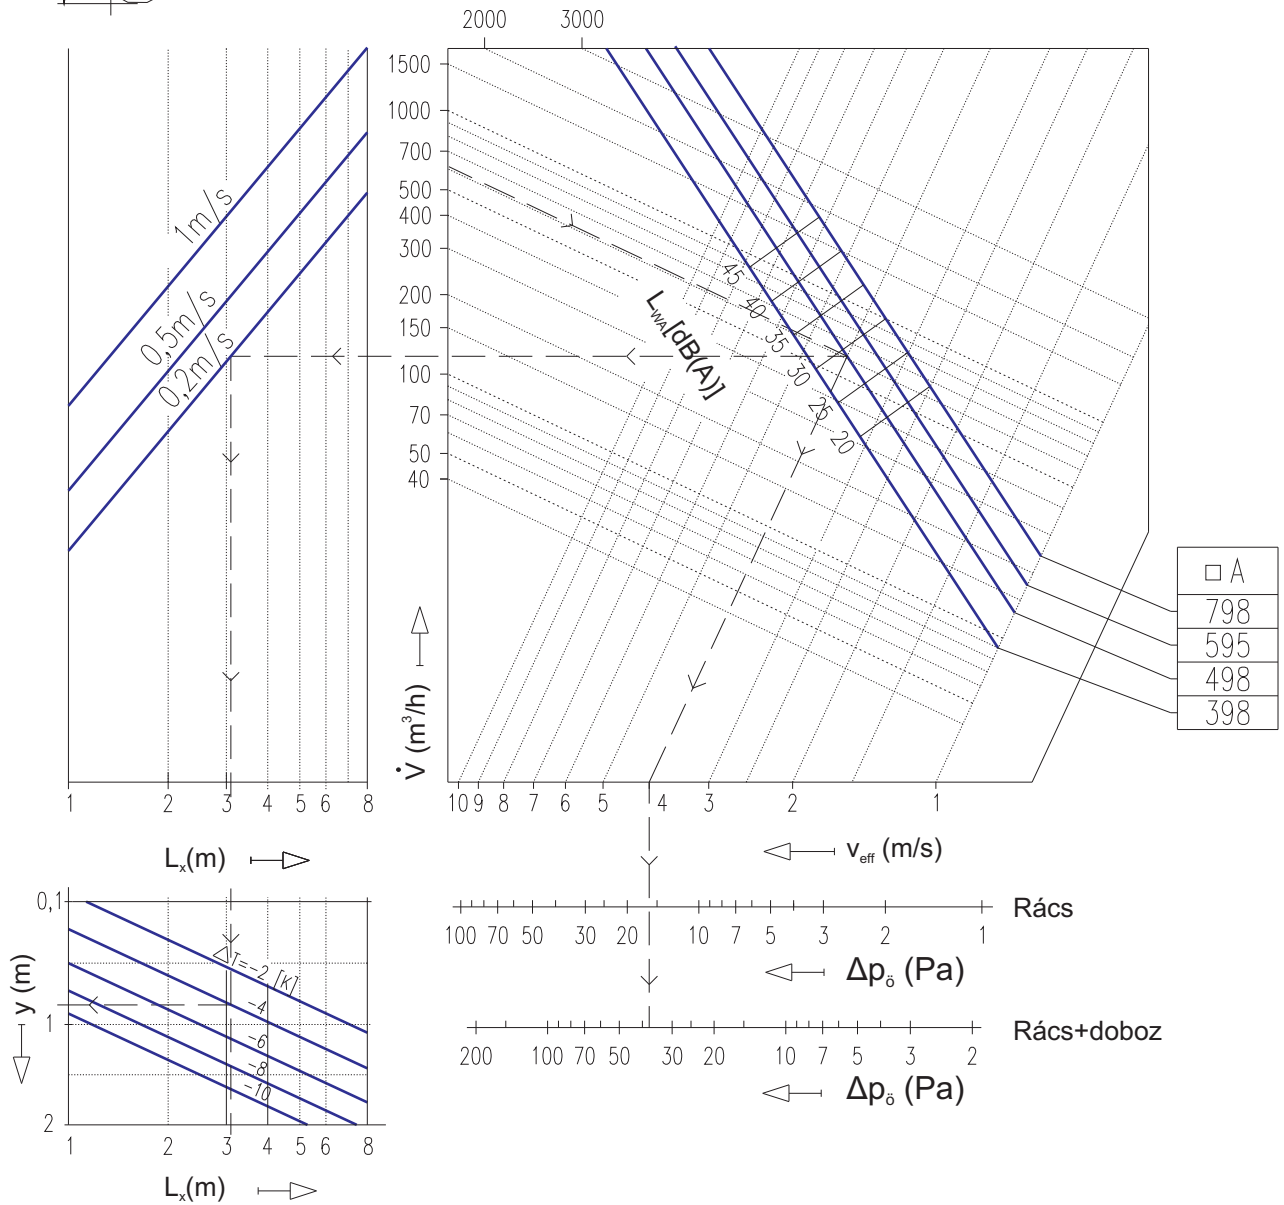 2000 3000
1500
1000
700
500
400
300
200
150
100
70
50
40
1m/s
0,5m/s
0,2m/s
45
40
35
30
25
20
L_WA[dB(A)]
□ A
798
595
498
398
V̇ (m³/h)
1 2 3 4 5 6 8
10 9 8 7 6 5 4 3 2 1
Lₓ(m)
v_eff (m/s)
100 70 50 30 20 10 7 5 3 2 1
Rács
Δp_ö (Pa)
200 100 70 50 30 20 10 7 5 3 2
Rács+doboz
Δp_ö (Pa)
0,1
1
2
y (m)
ΔT=-2 [K]
-4
-6
-8
-10
1 2 3 4 5 6 8
Lₓ(m)